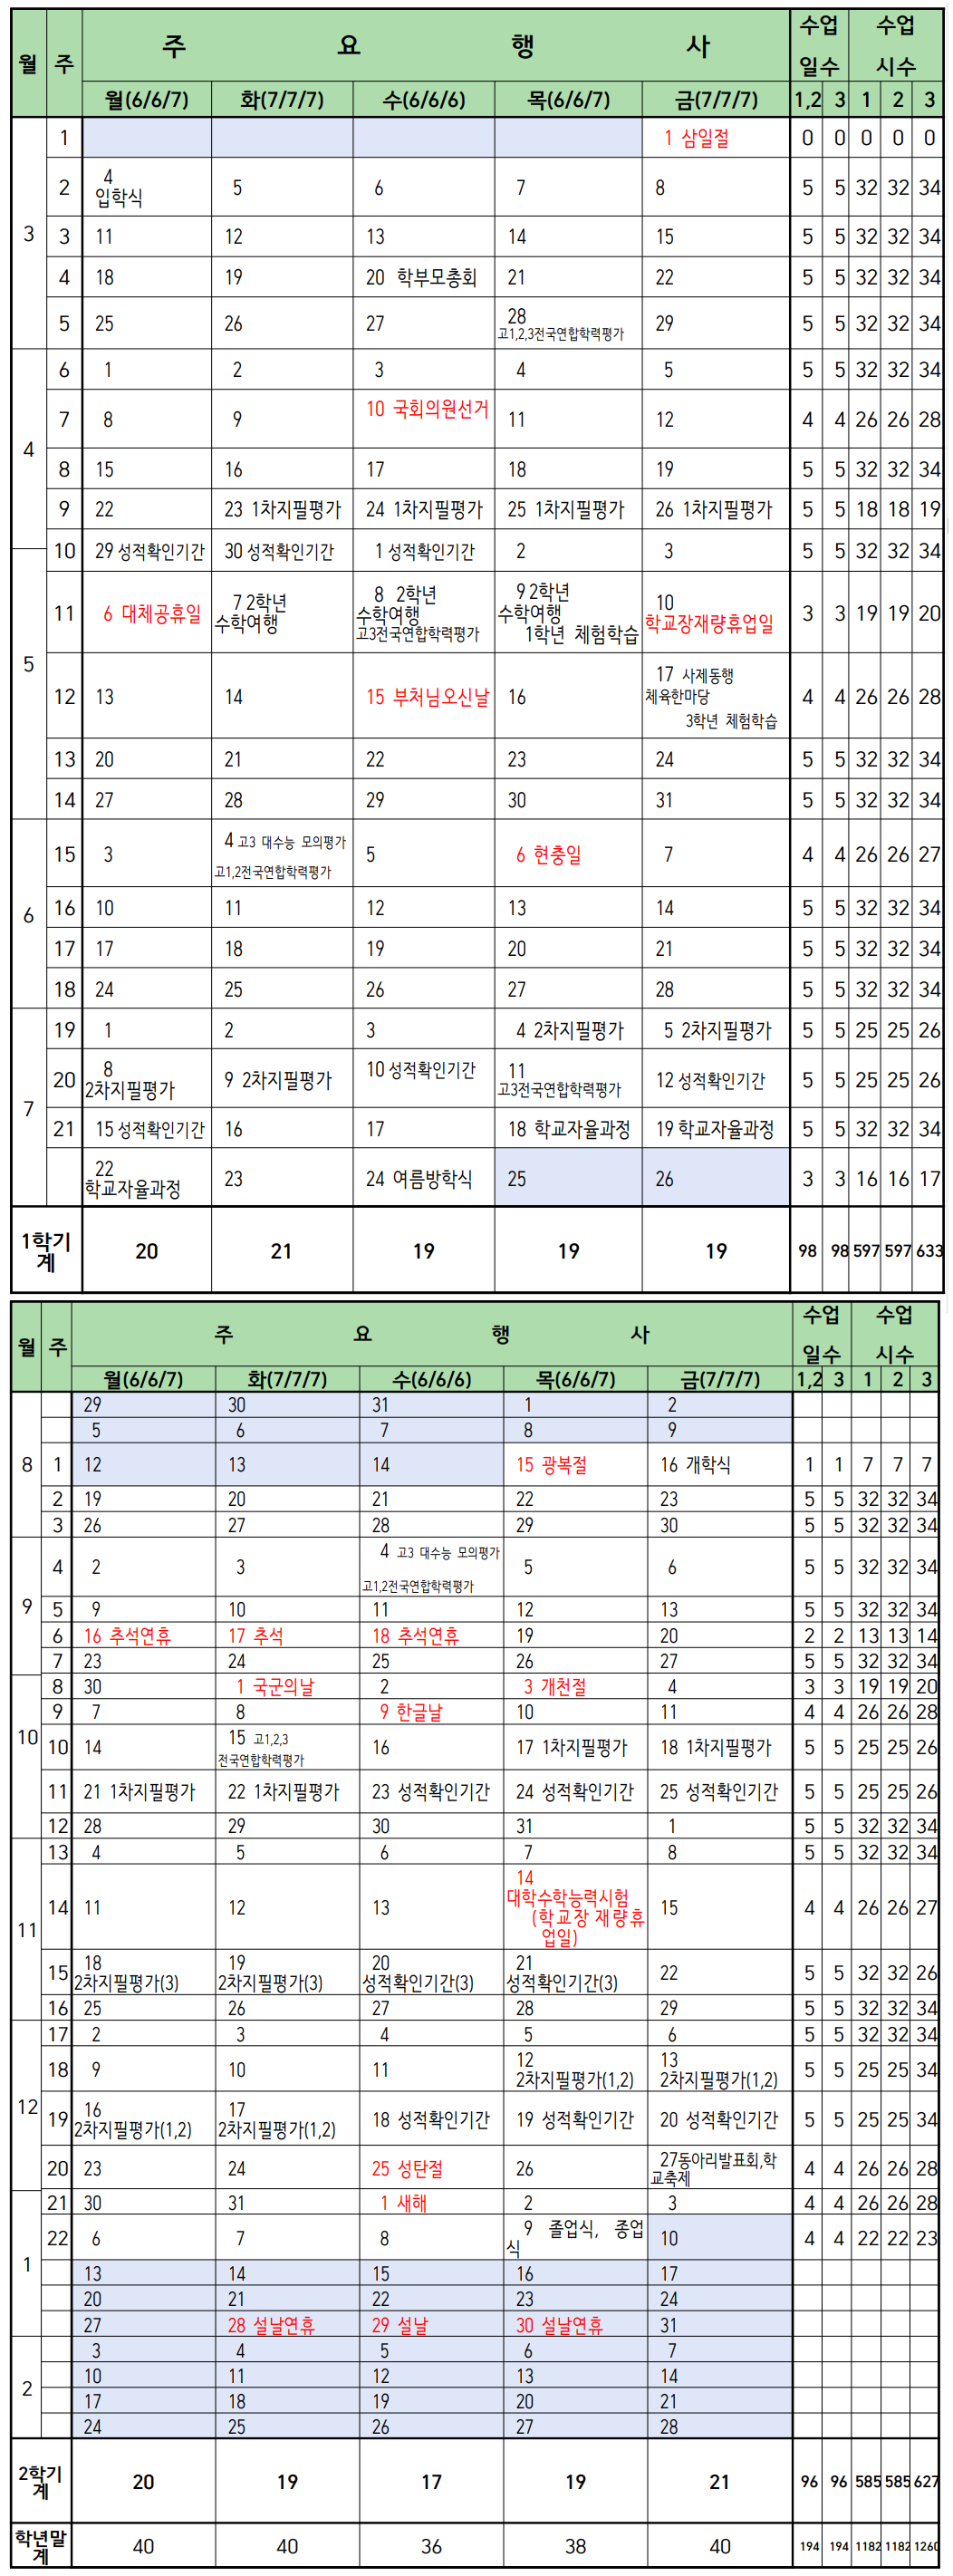 월 주 주 요 행 사 수업 일수 수업 시수
월(6/6/7) 화(7/7/7) 수(6/6/6) 목(6/6/7) 금(7/7/7) 1,2 3 1 2 3
3 1 1 삼일절 0 0 0 0 0
2 4 입학식 5 6 7 8 5 5 32 32 34
3 11 12 13 14 15 5 5 32 32 34
4 18 19 20 학부모총회 21 22 5 5 32 32 34
5 25 26 27 28 고1,2,3전국연합학력평가 29 5 5 32 32 34
4 6 1 2 3 4 5 5 5 32 32 34
7 8 9 10 국회의원선거 11 12 4 4 26 26 28
8 15 16 17 18 19 5 5 32 32 34
9 22 23 1차지필평가 24 1차지필평가 25 1차지필평가 26 1차지필평가 5 5 18 18 19
5 10 29 성적확인기간 30 성적확인기간 1 성적확인기간 2 3 5 5 32 32 34
11 6 대체공휴일 7 2학년 수학여행 8 2학년 수학여행 고3전국연합학력평가 9 2학년 수학여행 1학년 체험학습 10 학교장재량휴업일 3 3 19 19 20
12 13 14 15 부처님오신날 16 17 사제동행 체육한마당 3학년 체험학습 4 4 26 26 28
13 20 21 22 23 24 5 5 32 32 34
14 27 28 29 30 31 5 5 32 32 34
6 15 3 4 고3 대수능 모의평가 고1,2전국연합학력평가 5 6 현충일 7 4 4 26 26 27
16 10 11 12 13 14 5 5 32 32 34
17 17 18 19 20 21 5 5 32 32 34
18 24 25 26 27 28 5 5 32 32 34
7 19 1 2 3 4 2차지필평가 5 2차지필평가 5 5 25 25 26
20 8 2차지필평가 9 2차지필평가 10 성적확인기간 11 고3전국연합학력평가 12 성적확인기간 5 5 25 25 26
21 15 성적확인기간 16 17 18 학교자율과정 19 학교자율과정 5 5 32 32 34
22 학교자율과정 23 24 여름방학식 25 26 3 3 16 16 17
1학기 계 20 21 19 19 19 98 98 597 597 633
월 주 주 요 행 사 수업 일수 수업 시수
월(6/6/7) 화(7/7/7) 수(6/6/6) 목(6/6/7) 금(7/7/7) 1,2 3 1 2 3
8 29 30 31 1 2
5 6 7 8 9
1 12 13 14 15 광복절 16 개학식 1 1 7 7 7
2 19 20 21 22 23 5 5 32 32 34
3 26 27 28 29 30 5 5 32 32 34
9 4 2 3 4 고3 대수능 모의평가 고1,2전국연합학력평가 5 6 5 5 32 32 34
5 9 10 11 12 13 5 5 32 32 34
6 16 추석연휴 17 추석 18 추석연휴 19 20 2 2 13 13 14
7 23 24 25 26 27 5 5 32 32 34
10 8 30 1 국군의날 2 3 개천절 4 3 3 19 19 20
9 7 8 9 한글날 10 11 4 4 26 26 28
10 14 15 고1,2,3 전국연합학력평가 16 17 1차지필평가 18 1차지필평가 5 5 25 25 26
11 21 1차지필평가 22 1차지필평가 23 성적확인기간 24 성적확인기간 25 성적확인기간 5 5 25 25 26
12 28 29 30 31 1 5 5 32 32 34
11 13 4 5 6 7 8 5 5 32 32 34
14 11 12 13 14 대학수학능력시험 (학교장 재량휴업일) 15 4 4 26 26 27
15 18 2차지필평가(3) 19 2차지필평가(3) 20 성적확인기간(3) 21 성적확인기간(3) 22 5 5 32 32 26
16 25 26 27 28 29 5 5 32 32 34
12 17 2 3 4 5 6 5 5 32 32 34
18 9 10 11 12 2차지필평가(1,2) 13 2차지필평가(1,2) 5 5 25 25 34
19 16 2차지필평가(1,2) 17 2차지필평가(1,2) 18 성적확인기간 19 성적확인기간 20 성적확인기간 5 5 25 25 34
20 23 24 25 성탄절 26 27동아리발표회,학교축제 4 4 26 26 28
1 21 30 31 1 새해 2 3 4 4 26 26 28
22 6 7 8 9 졸업식, 종업식 10 4 4 22 22 23
13 14 15 16 17
20 21 22 23 24
27 28 설날연휴 29 설날 30 설날연휴 31
2 3 4 5 6 7
10 11 12 13 14
17 18 19 20 21
24 25 26 27 28
2학기 계 20 19 17 19 21 96 96 585 585 627
학년말 계 40 40 36 38 40 194 194 1182 1182 1260